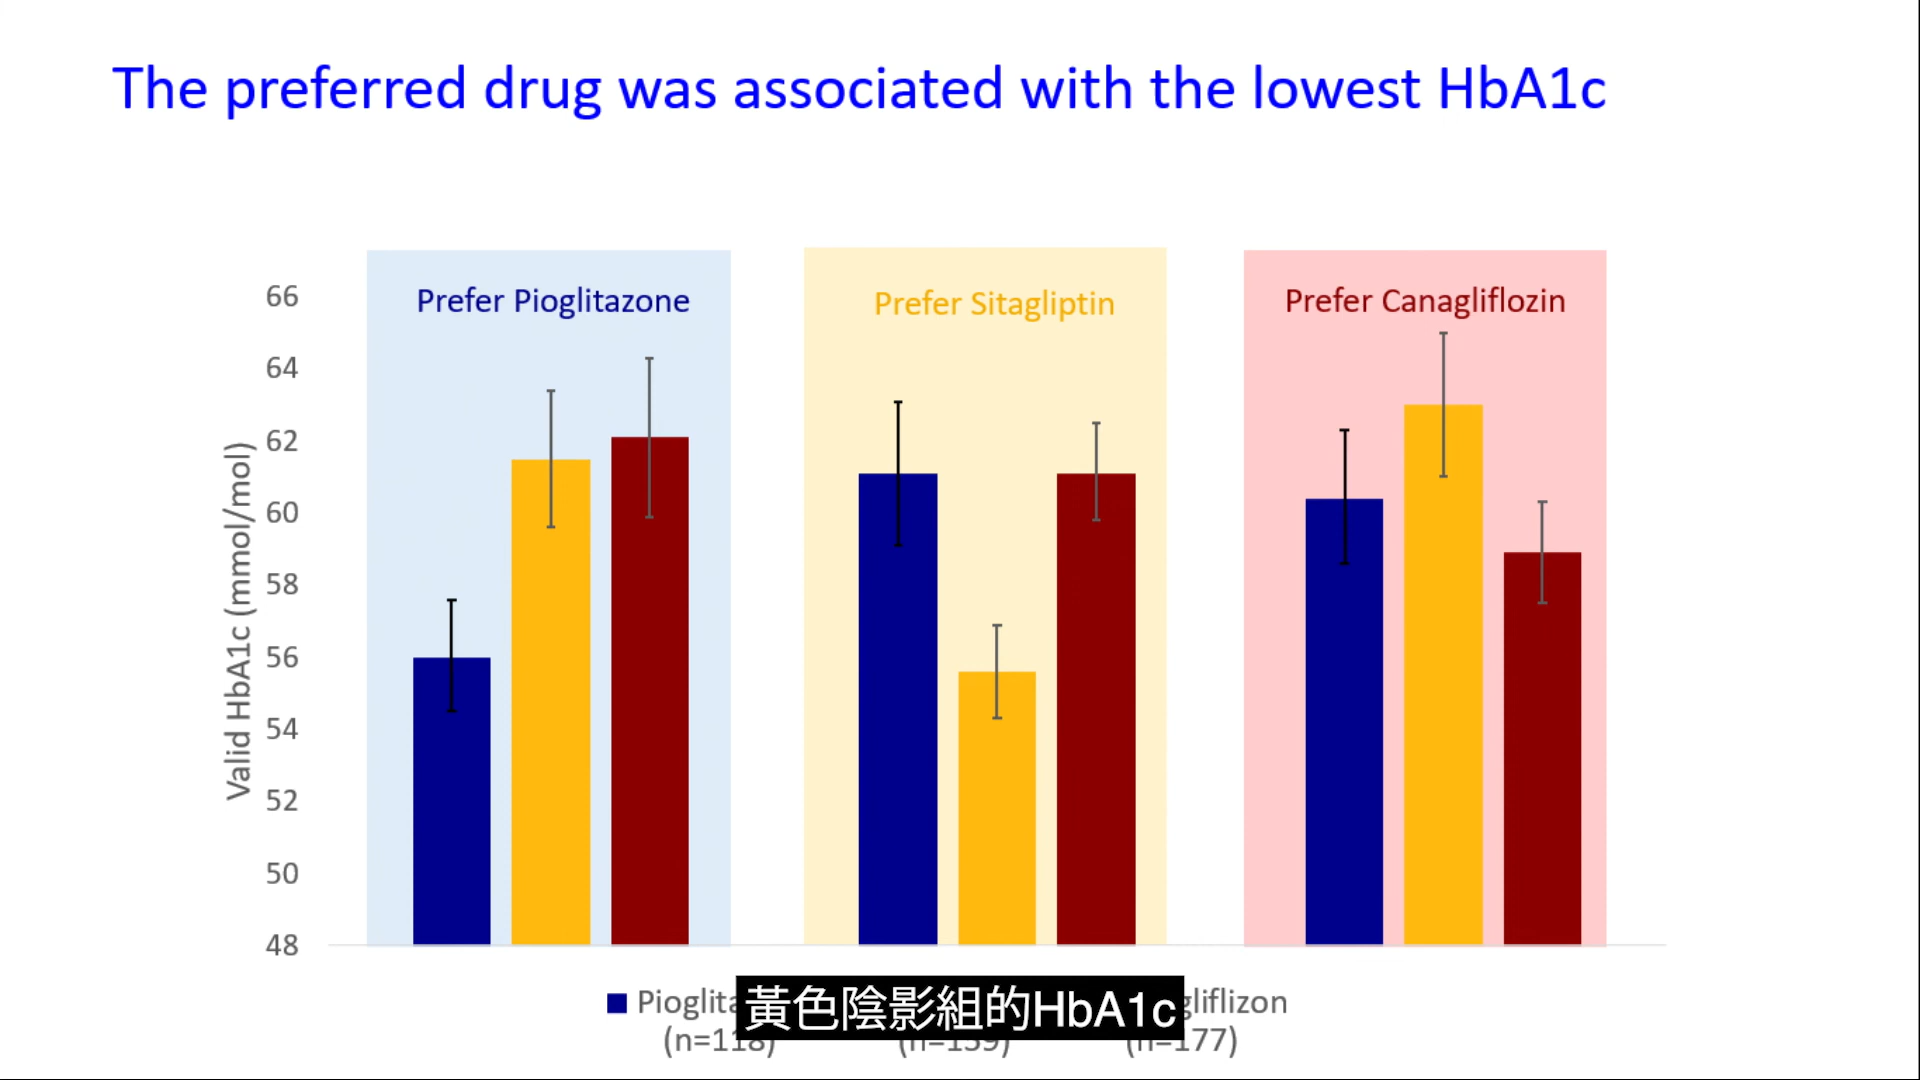 The preferred drug was associated with the lowest HbA1c
Prefer Pioglitazone
Prefer Sitagliptin
Prefer Canagliflozin
66
64
62
60
58
56
54
52
50
48
Valid HbA1c (mmol/mol)
(n=118)
(n=159)
(n=177)
黃色陰影組的HbA1c